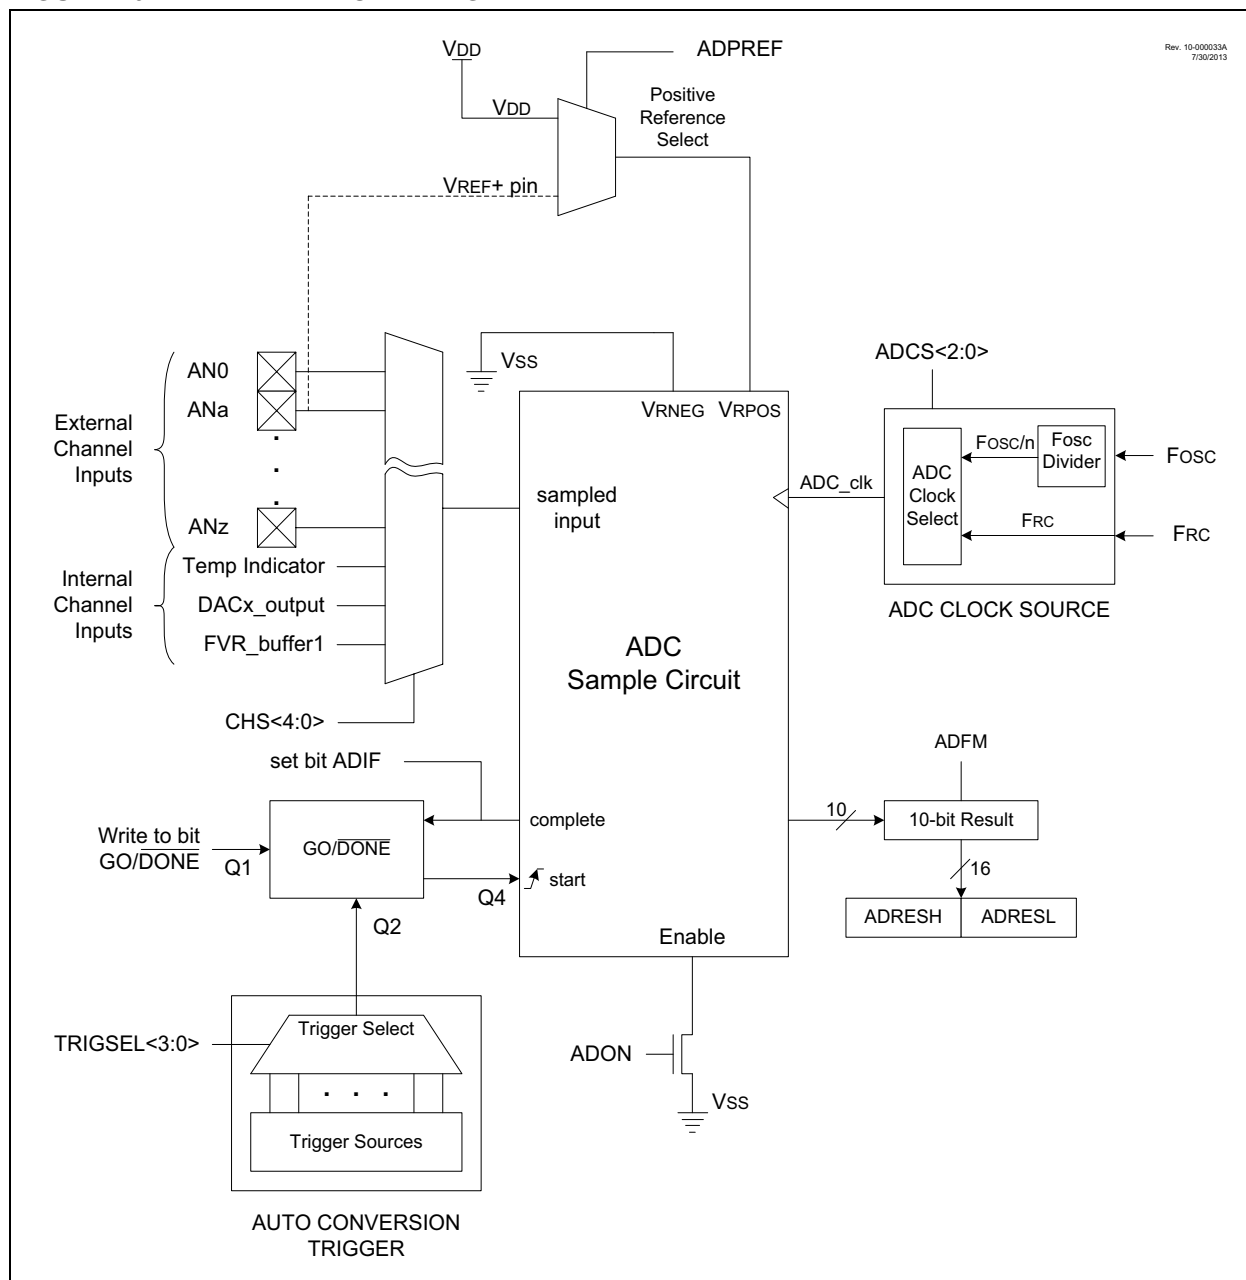 Rev. 10-000033A
7/30/2013
VDD
ADPREF
VDD
Positive
Reference
Select
VREF+ pin
VSS
ADCS<2:0>
AN0
ANa
External
Channel
Inputs
.
.
.
ANz
VRNEG VRPOS
FOSC/n
Fosc
Divider
FOSC
ADC
Clock
Select
ADC_clk
FRC
FRC
ADC CLOCK SOURCE
sampled
input
Temp Indicator
Internal
Channel
Inputs
DACx_output
FVR_buffer1
ADC
Sample Circuit
CHS<4:0>
set bit ADIF
ADFM
complete
10
10-bit Result
Write to bit
GO/DONE
Q1
GO/DONE
Q4
start
16
Q2
ADRESH
ADRESL
Enable
TRIGSEL<3:0>
Trigger Select
. . .
Trigger Sources
ADON
VSS
AUTO CONVERSION
TRIGGER